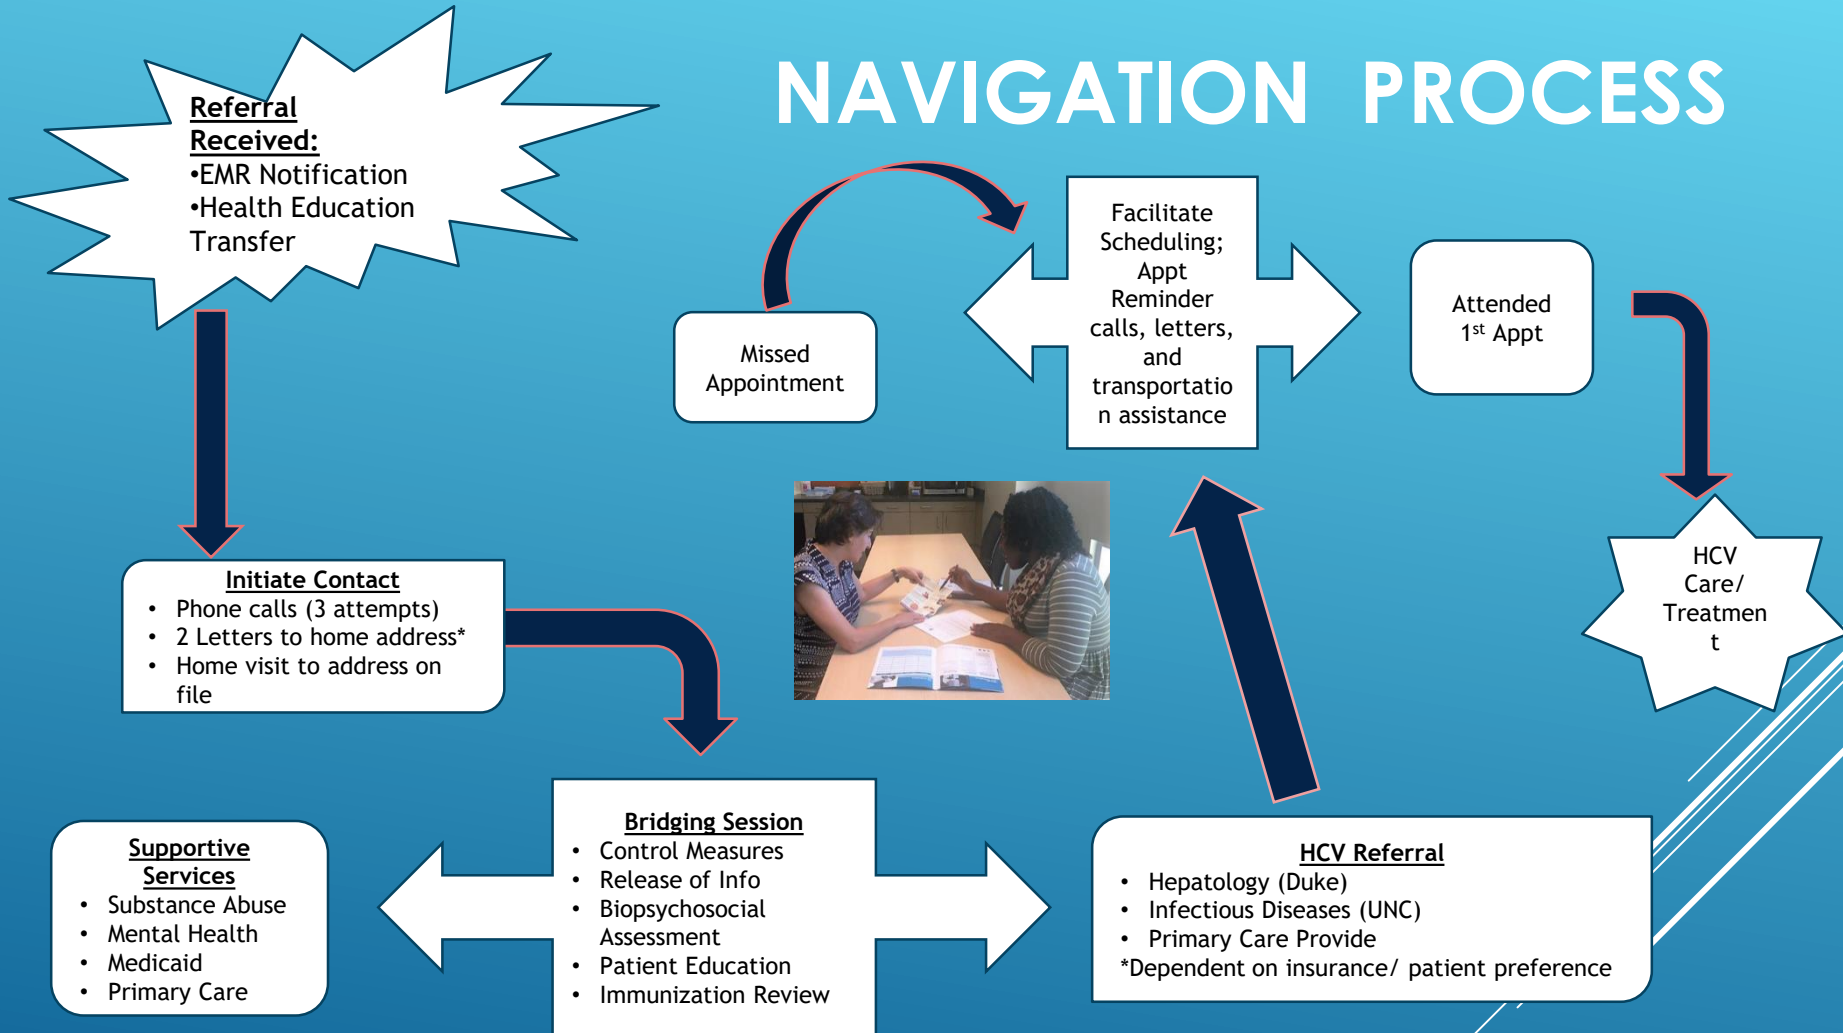 NAVIGATION PROCESS
Referral
Received:
•EMR Notification
•Health Education
Transfer
Initiate Contact
• Phone calls (3 attempts)
• 2 Letters to home address*
• Home visit to address on
file
Supportive
Services
• Substance Abuse
• Mental Health
• Medicaid
• Primary Care
Bridging Session
• Control Measures
• Release of Info
• Biopsychosocial
Assessment
• Patient Education
• Immunization Review
HCV Referral
• Hepatology (Duke)
• Infectious Diseases (UNC)
• Primary Care Provide
*Dependent on insurance/ patient preference
Missed
Appointment
Facilitate
Scheduling;
Appt
Reminder
calls, letters,
and
transportatio
n assistance
Attended
1st Appt
HCV
Care/
Treatmen
t